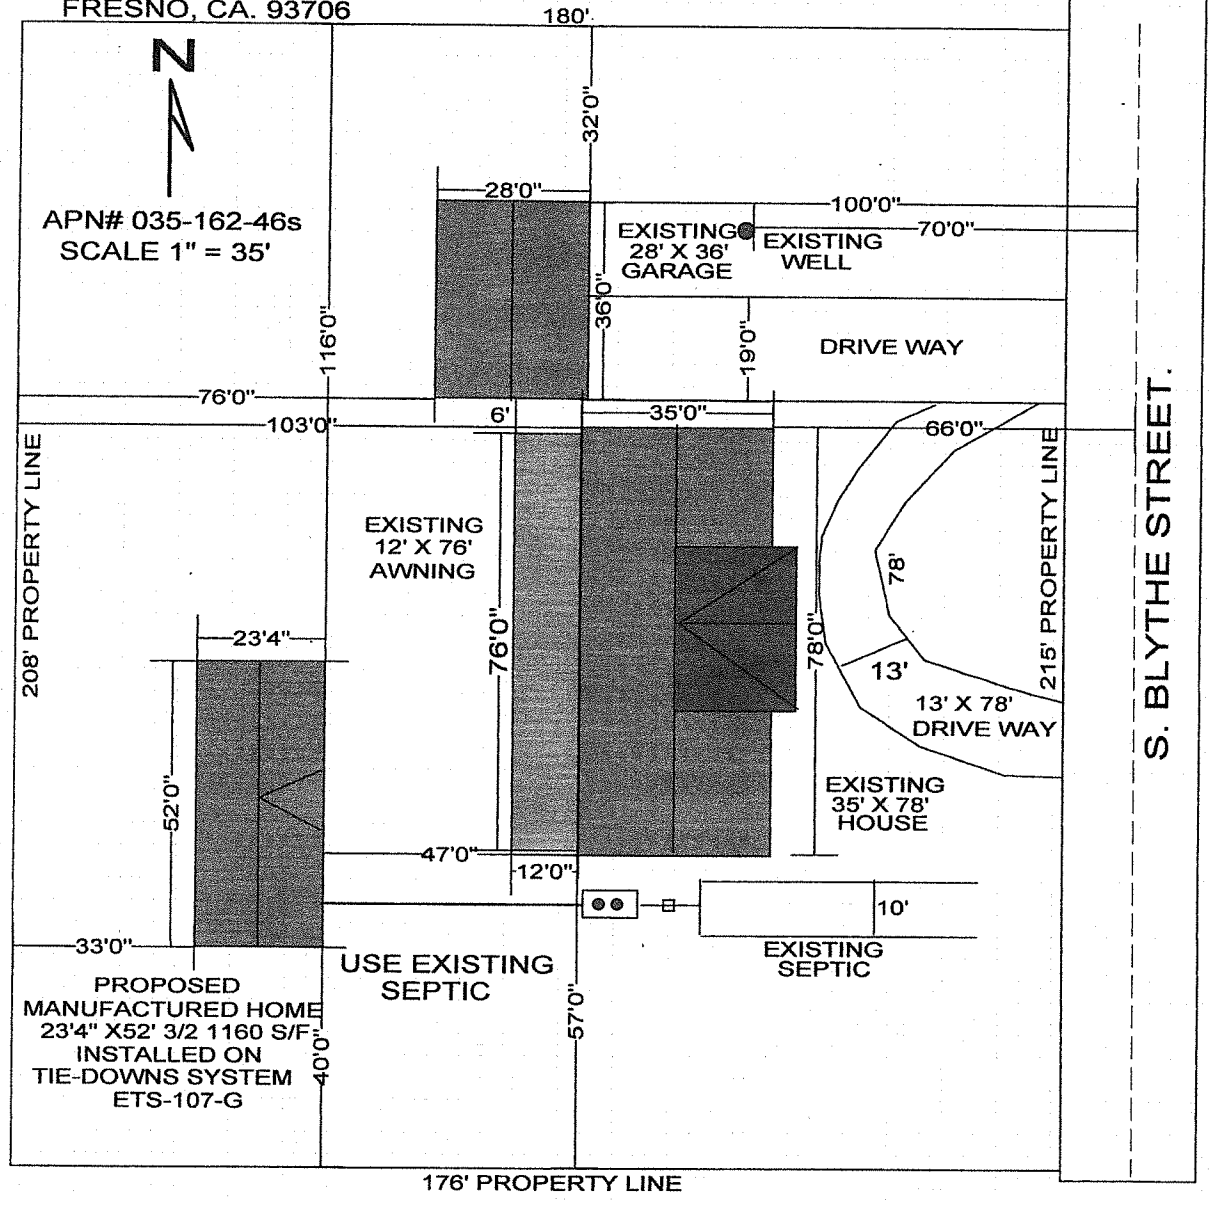 FRESNO, CA. 93706
180'
N
32'0"
28'0"
APN# 035-162-46s
SCALE 1" = 35'
100'0"
70'0"
EXISTING
28' X 36'
GARAGE
EXISTING
WELL
36'0"
116'0"
19'0"
DRIVE WAY
76'0"
103'0"
6'
35'0"
66'0"
208' PROPERTY LINE
215' PROPERTY LINE
S. BLYTHE STREET.
EXISTING
12' X 76'
AWNING
76'0"
78'0"
78'
13'
13' X 78'
DRIVE WAY
23'4"
52'0"
EXISTING
35' X 78'
HOUSE
47'0"
12'0"
10'
EXISTING
SEPTIC
33'0"
USE EXISTING
SEPTIC
57'0"
PROPOSED
MANUFACTURED HOME
23'4" X52' 3/2 1160 S/F
INSTALLED ON
TIE-DOWNS SYSTEM
ETS-107-G
40'0"
176' PROPERTY LINE